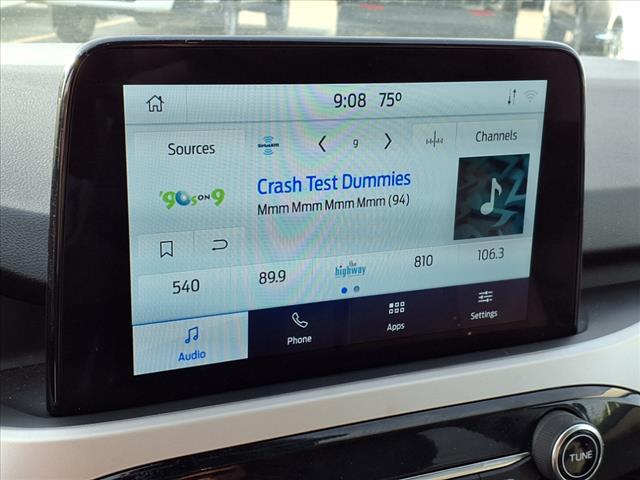 9:08 75º
Sources
SiriusXM
9
Channels
'90s ON 9
Crash Test Dummies
Mmm Mmm Mmm Mmm (94)
540
89.9
the highway
810
106.3
Audio
Phone
Apps
Settings
TUNE